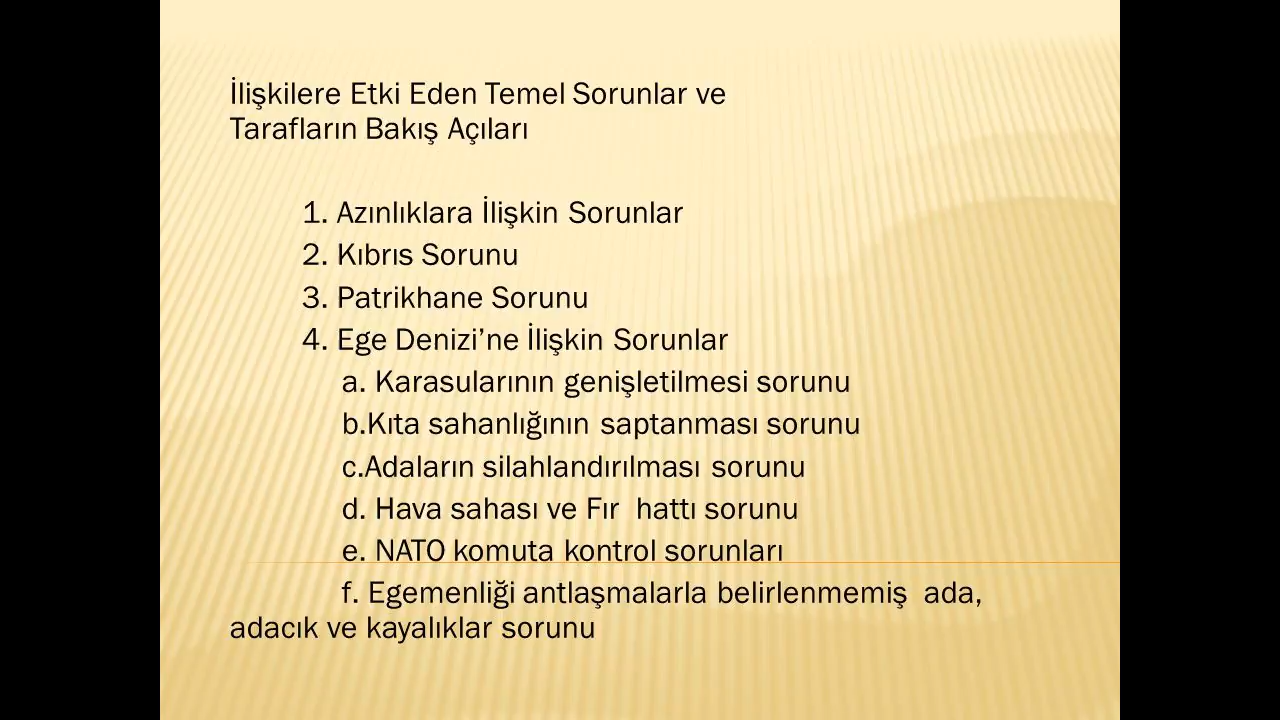 İlişkilere Etki Eden Temel Sorunlar ve
Tarafların Bakış Açıları
1. Azınlıklara İlişkin Sorunlar
2. Kıbrıs Sorunu
3. Patrikhane Sorunu
4. Ege Denizi’ne İlişkin Sorunlar
a. Karasularının genişletilmesi sorunu
b.Kıta sahanlığının saptanması sorunu
c.Adaların silahlandırılması sorunu
d. Hava sahası ve Fır  hattı sorunu
e. NATO komuta kontrol sorunları
f. Egemenliği antlaşmalarla belirlenmemiş  ada,
adacık ve kayalıklar sorunu